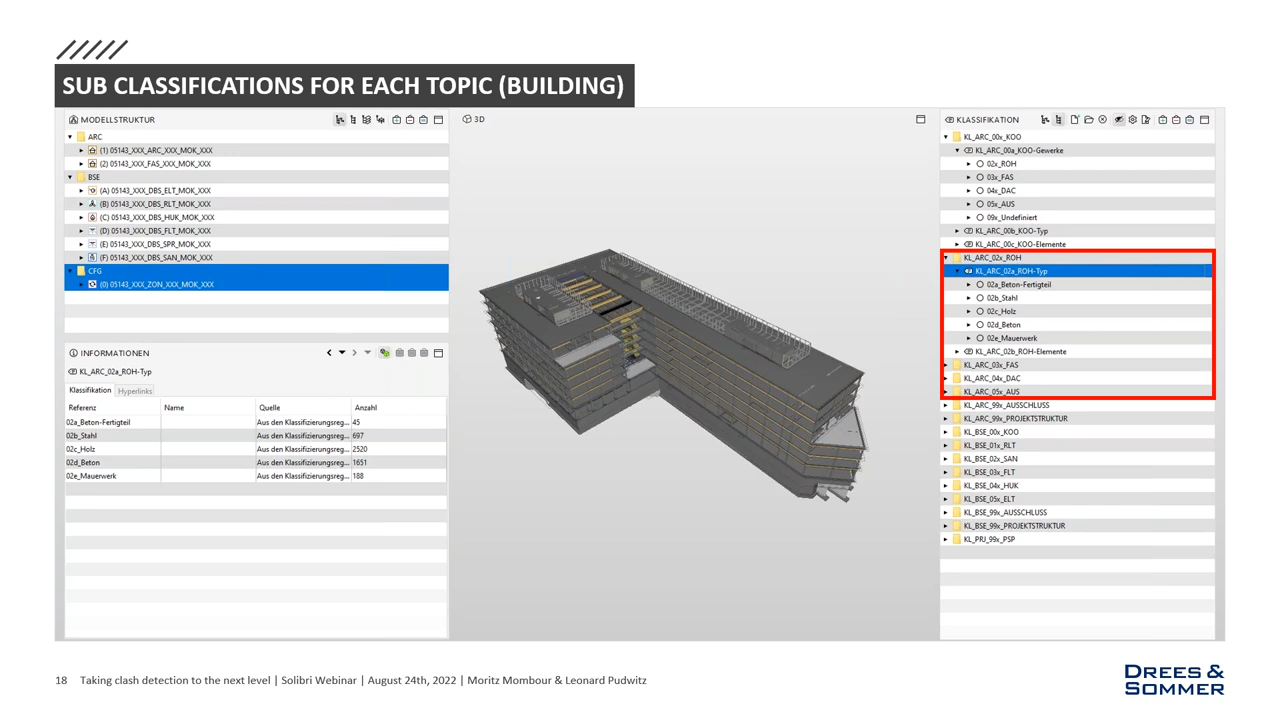 SUB CLASSIFICATIONS FOR EACH TOPIC (BUILDING)
MODELLSTRUKTUR
ARC
(1) 05143_XXX_ARC_XXX_MOK_XXX
(2) 05143_XXX_FAS_XXX_MOK_XXX
BSE
(A) 05143_XXX_DBS_ELT_MOK_XXX
(B) 05143_XXX_DBS_RLT_MOK_XXX
(C) 05143_XXX_DBS_HUK_MOK_XXX
(D) 05143_XXX_DBS_FLT_MOK_XXX
(E) 05143_XXX_DBS_SPR_MOK_XXX
(F) 05143_XXX_DBS_SAN_MOK_XXX
CFG
(0) 05143_XXX_ZON_XXX_MOK_XXX
INFORMATIONEN
KL_ARC_02a_ROH-Typ
Klassifikation Hyperlinks
Referenz Name Quelle Anzahl
02a_Beton-Fertigteil Aus den Klassifizierungsreg... 45
02b_Stahl Aus den Klassifizierungsreg... 697
02c_Holz Aus den Klassifizierungsreg... 2520
02d_Beton Aus den Klassifizierungsreg... 1651
02e_Mauerwerk Aus den Klassifizierungsreg... 188
3D
KLASSIFIKATION
KL_ARC_00x_KOO
KL_ARC_00a_KOO-Gewerke
02x_ROH
03x_FAS
04x_DAC
05x_AUS
09x_Undefiniert
KL_ARC_00b_KOO-Typ
KL_ARC_00c_KOO-Elemente
KL_ARC_02x_ROH
KL_ARC_02a_ROH-Typ
02a_Beton-Fertigteil
02b_Stahl
02c_Holz
02d_Beton
02e_Mauerwerk
KL_ARC_02b_ROH-Elemente
KL_ARC_03x_FAS
KL_ARC_04x_DAC
KL_ARC_05x_AUS
KL_ARC_99x_AUSSCHLUSS
KL_ARC_99x_PROJEKTSTRUKTUR
KL_BSE_00x_KOO
KL_BSE_01x_RLT
KL_BSE_02x_SAN
KL_BSE_03x_FLT
KL_BSE_04x_HUK
KL_BSE_05x_ELT
KL_BSE_99x_AUSSCHLUSS
KL_BSE_99x_PROJEKTSTRUKTUR
KL_PRJ_99x_PSP
18 Taking clash detection to the next level | Solibri Webinar | August 24th, 2022 | Moritz Mombour & Leonard Pudwitz
DREES &
SOMMER